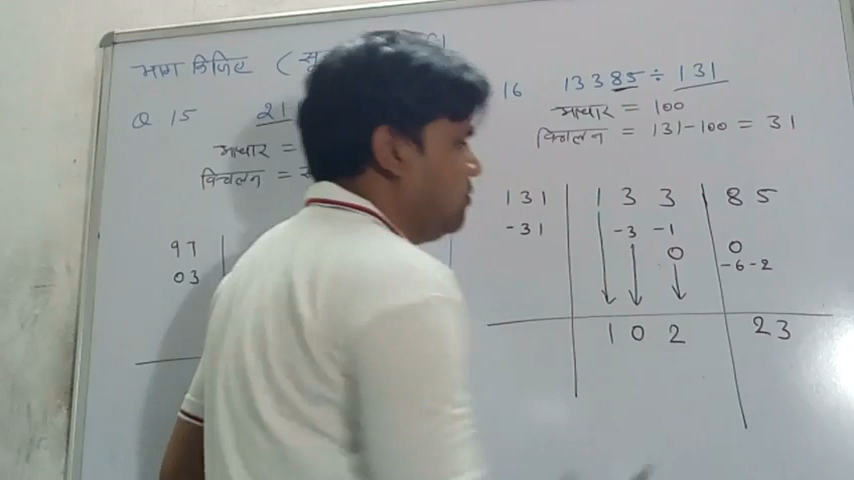 भाग किजिए (सू
Q 15 21
आधार =
विचलन =
97
03
16 13385 ÷ 131
आधार = 100
विचलन = 131-100 = 31
131 1 3 3 8 5
-31 -3 -1
0 0
-6 -2
1 0 2 2 3